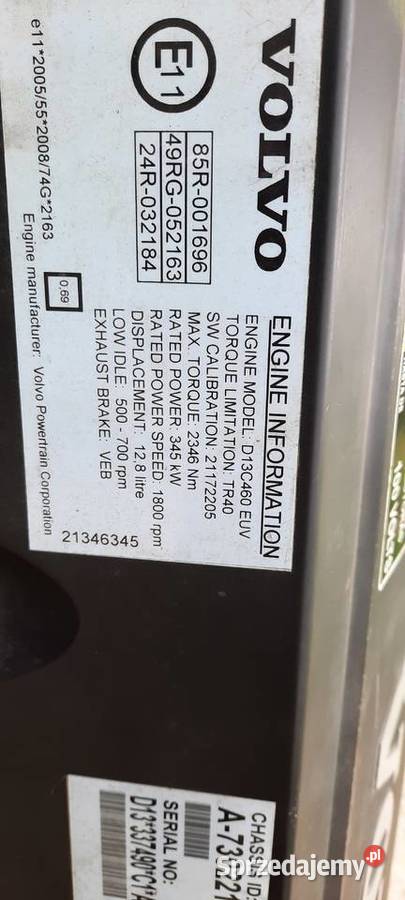 VOLVO
E11
85R-001696
49RG-052163
24R-032184
e11*2005/55*2008/74G*2163
0,69
ENGINE INFORMATION
ENGINE MODEL: D13C460 EUV
TORQUE LIMITATION: TR40
SW CALIBRATION: 21172205
MAX. TORQUE: 2346 Nm
RATED POWER: 345 kW
RATED POWER SPEED: 1800 rpm
DISPLACEMENT: 12,8 litre
LOW IDLE: 500 - 700 rpm
EXHAUST BRAKE: VEB
Engine manufacturer: Volvo Powertrain Corporation
21346345
CHASSI ID:
SERIAL NO:
Sprzedajemy.pl